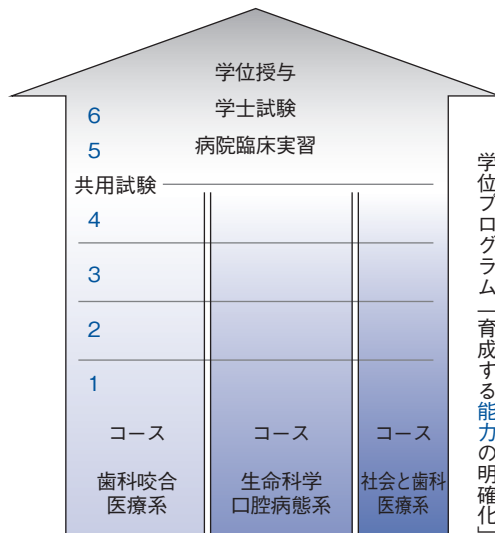 学位授与
6 学士試験
5 病院臨床実習
共用試験
4
3
2
1
コース コース コース
歯科咬合 生命科学 社会と歯科
医療系 口腔病態系 医療系
学位プログラム「育成する能力の明確化」